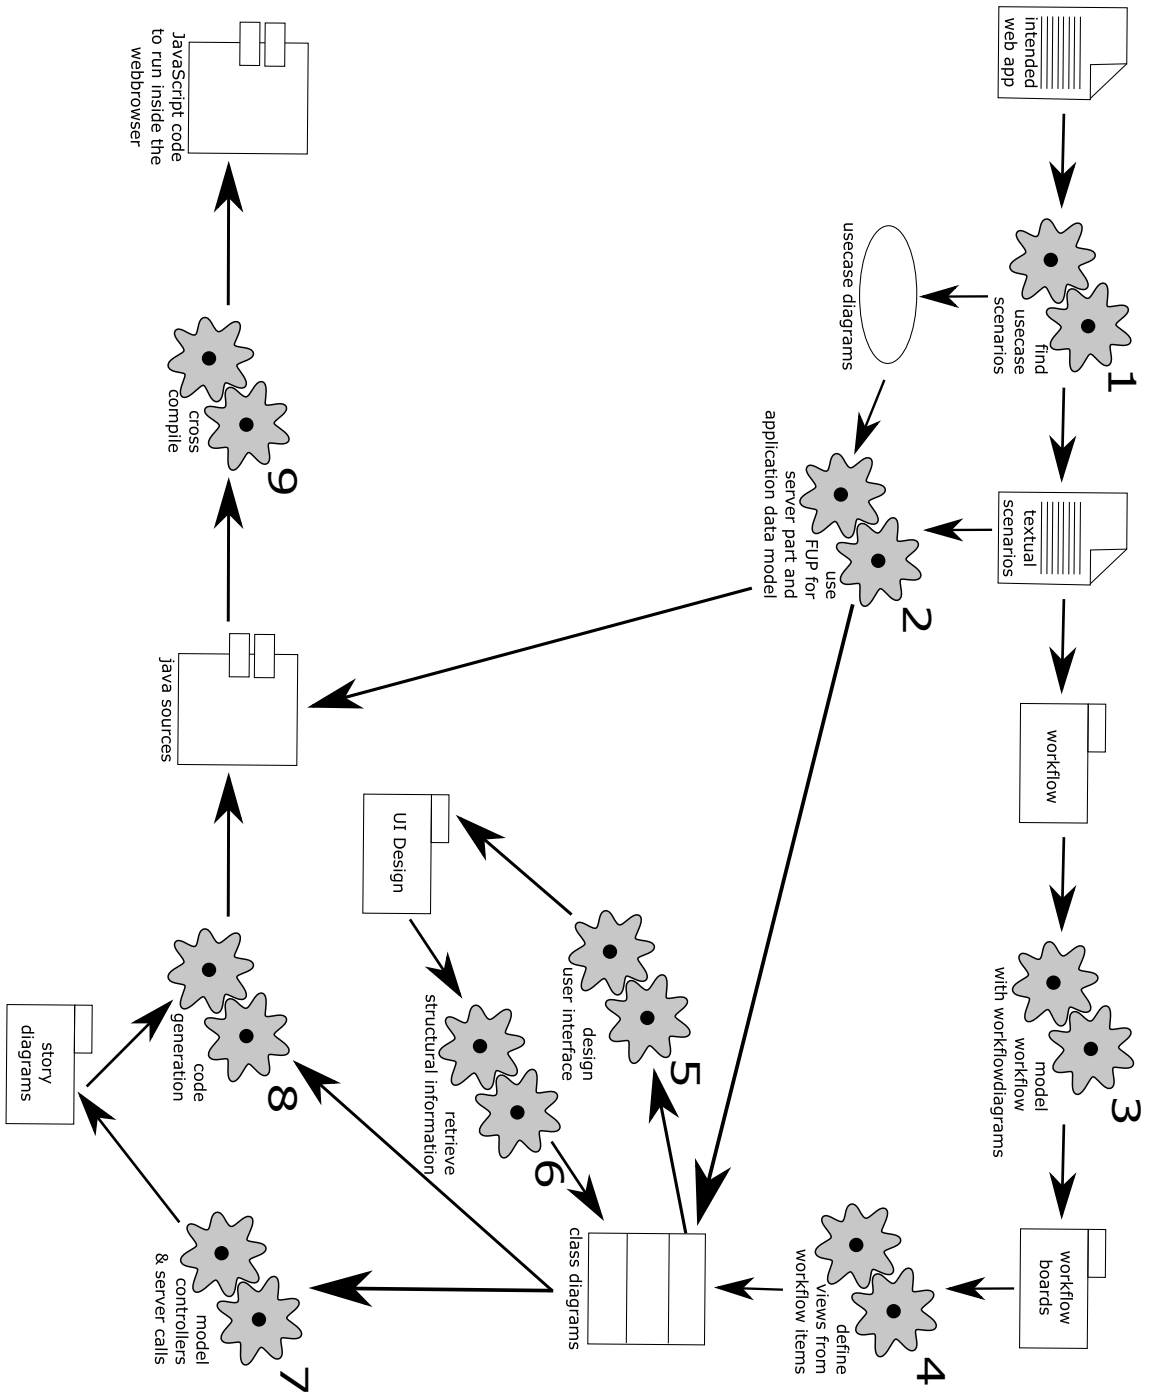 intended
web app
1
find
usecase
scenarios
textual
scenarios
workflow
3
model
workflow
with workflowdiagrams
workflow
boards
usecase diagrams
2
use
FUP for
server part and
application data model
4
define
views from
workflow items
5
design
user interface
class diagrams
UI Design
6
retrieve
structural information
JavaScript code
to run inside the
webbrowser
9
cross
compile
java sources
8
code
generation
7
model
controllers
& server calls
story
diagrams